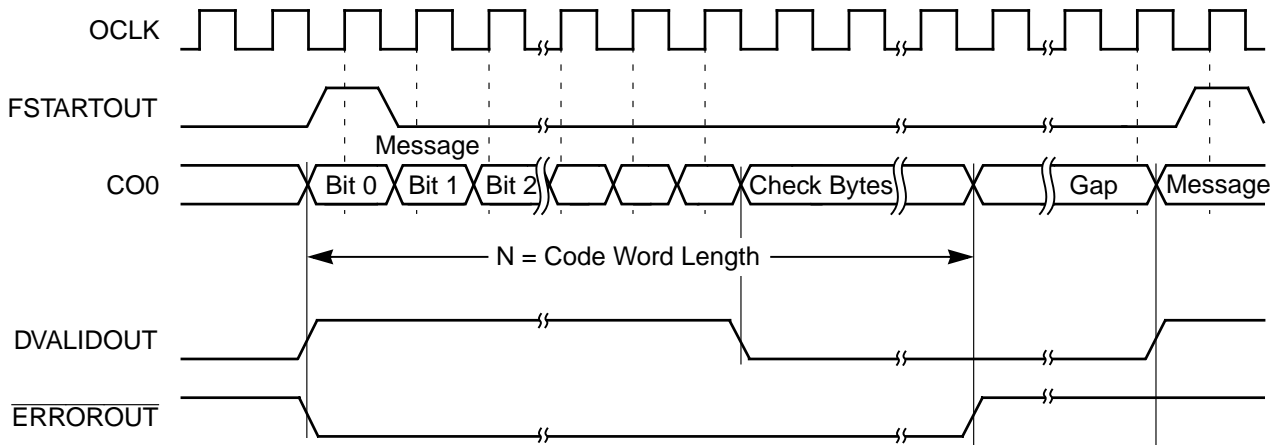 OCLK
FSTARTOUT
Message
CO0 Bit 0 Bit 1 Bit 2 Check Bytes Gap Message
N = Code Word Length
DVALIDOUT
ERROROUT